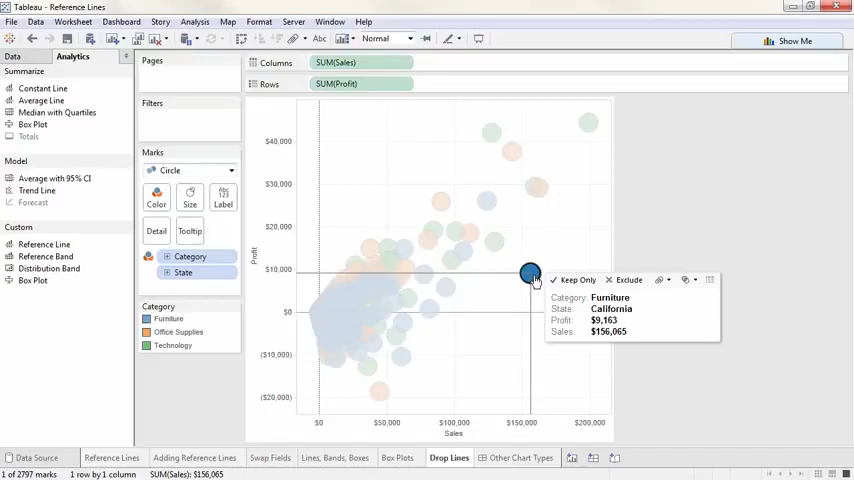 Tableau - Reference Lines
File Data Worksheet Dashboard Story Analysis Map Format Server Window Help
Abc Normal Show Me
Data Analytics
Summarize
Constant Line
Average Line
Median with Quartiles
Box Plot
Totals
Model
Average with 95% CI
Trend Line
Forecast
Custom
Reference Line
Reference Band
Distribution Band
Box Plot
Pages
Filters
Marks
Circle
Abc
Color Size Label
Detail Tooltip
Category
State
Category
Furniture
Office Supplies
Technology
Columns SUM(Sales)
Rows SUM(Profit)
Profit
$40,000
$30,000
$20,000
$10,000
$0
($10,000)
($20,000)
$0 $50,000 $100,000 $150,000 $200,000
Sales
Keep Only Exclude
Category: Furniture
State: California
Profit: $9,163
Sales: $156,065
Data Source Reference Lines Adding Reference Lines Swap Fields Lines, Bands, Boxes Box Plots Drop Lines Other Chart Types
1 of 2797 marks 1 row by 1 column SUM(Sales): $156,065